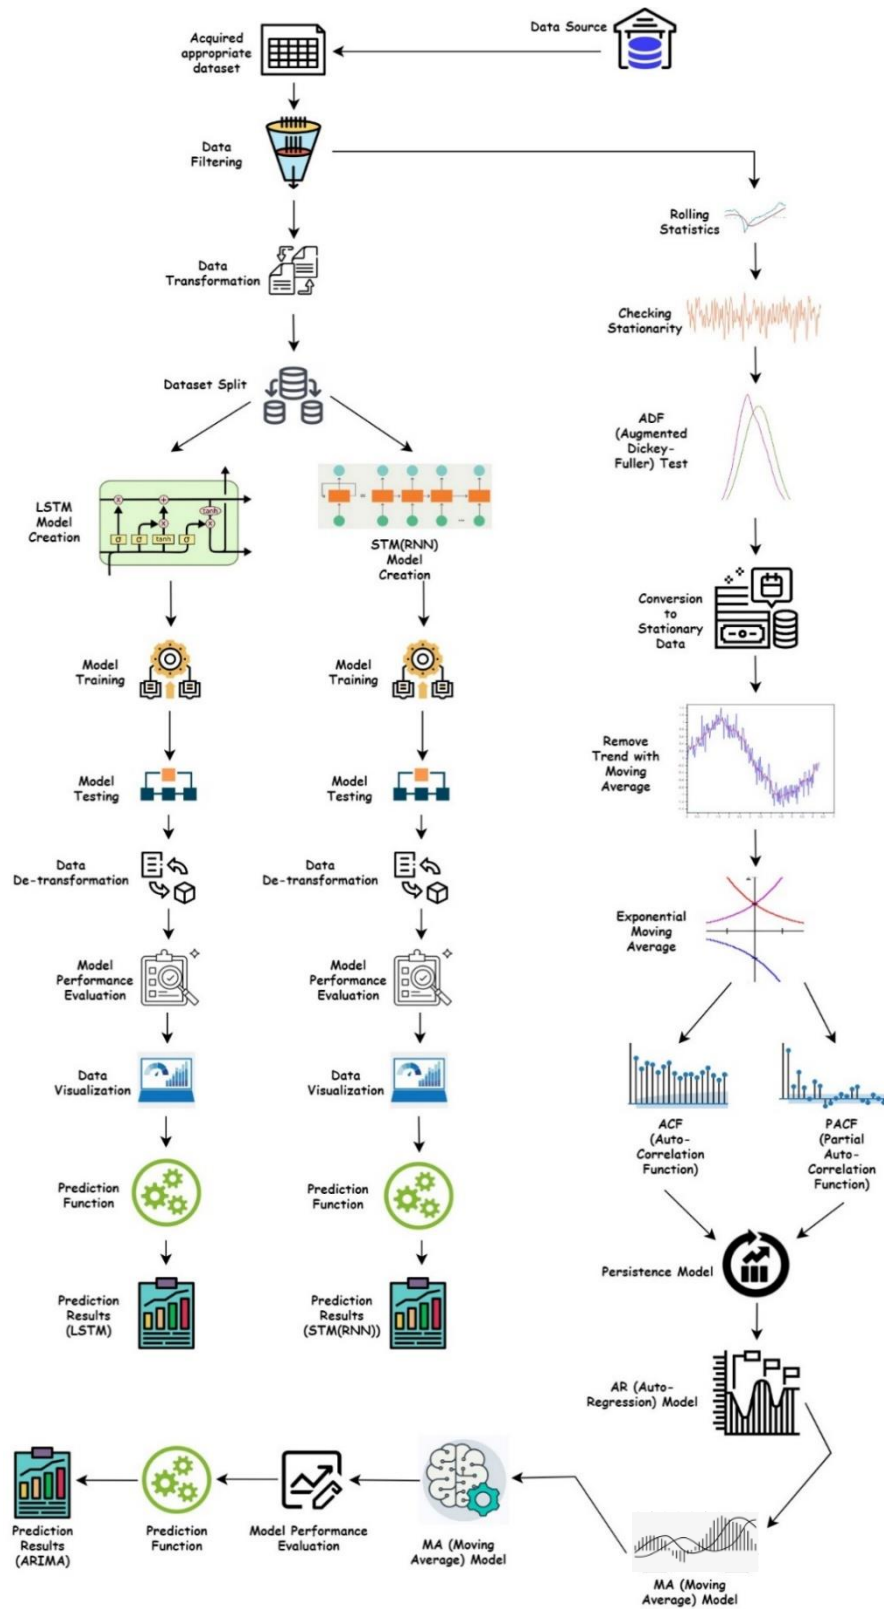 Data Source
Acquired
appropriate
dataset
Data
Filtering
Rolling
Statistics
Data
Transformation
Checking
Stationarity
Dataset Split
ADF
(Augmented
Dickey-
Fuller) Test
LSTM
Model
Creation
x
+
tanh
x
x
σ
σ
tanh
σ
=
STM(RNN)
Model
Creation
Conversion
to
Stationary
Data
Model
Training
Model
Training
Remove
Trend with
Moving
Average
Model
Testing
Model
Testing
Data
De-transformation
Data
De-transformation
Exponential
Moving
Average
Model
Performance
Evaluation
Model
Performance
Evaluation
Data
Visualization
Data
Visualization
ACF
(Auto-
Correlation
Function)
PACF
(Partial
Auto-
Correlation
Function)
Prediction
Function
Prediction
Function
Persistence Model
Prediction
Results
(LSTM)
Prediction
Results
(STM(RNN))
AR (Auto-
Regression) Model
Prediction
Results
(ARIMA)
Prediction
Function
Model Performance
Evaluation
MA (Moving
Average) Model
MA (Moving
Average) Model